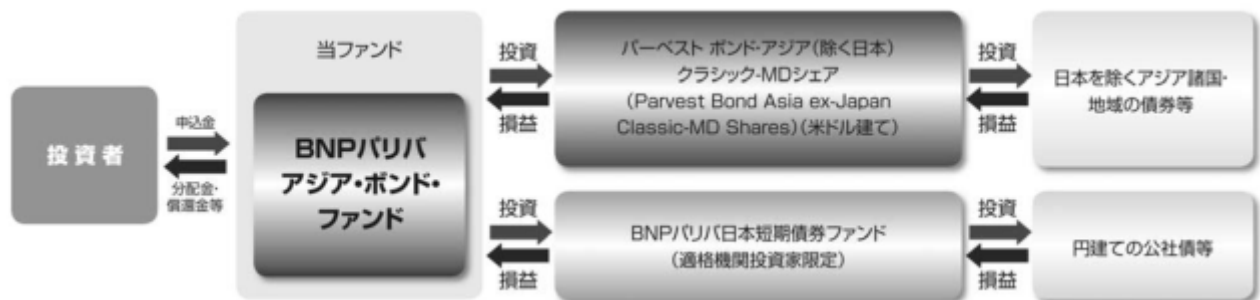 投資者
申込金
分配金・
償還金等
当ファンド
BNPパリバ
アジア・ボンド・
ファンド
投資
損益
パーベスト ボンド・アジア(除く日本)
クラシック-MDシェア
(Parvest Bond Asia ex-Japan
Classic-MD Shares)(米ドル建て)
投資
損益
日本を除くアジア諸国・
地域の債券等
投資
損益
BNPパリバ日本短期債券ファンド
(適格機関投資家限定)
投資
損益
円建ての公社債等